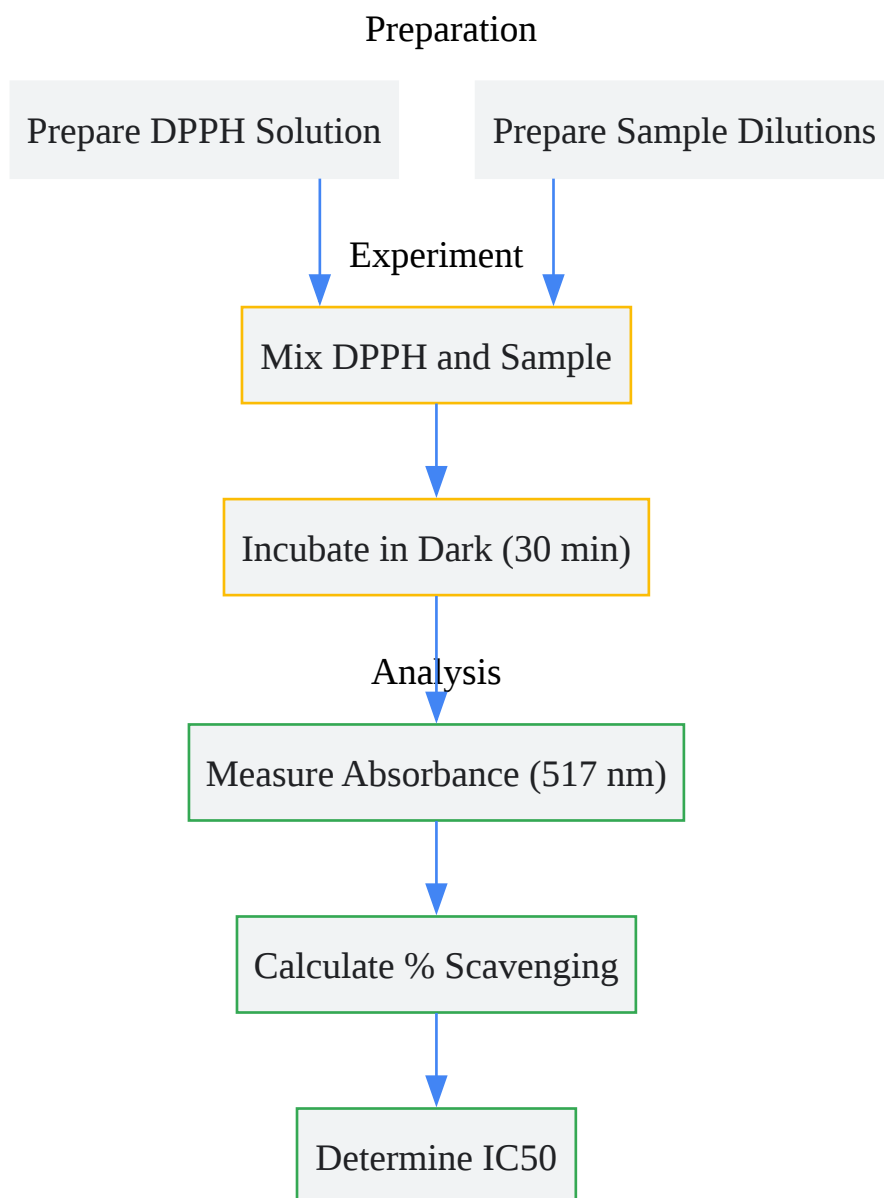 Preparation
Prepare DPPH Solution
Prepare Sample Dilutions
Experiment
Mix DPPH and Sample
Incubate in Dark (30 min)
Analysis
Measure Absorbance (517 nm)
Calculate % Scavenging
Determine IC50